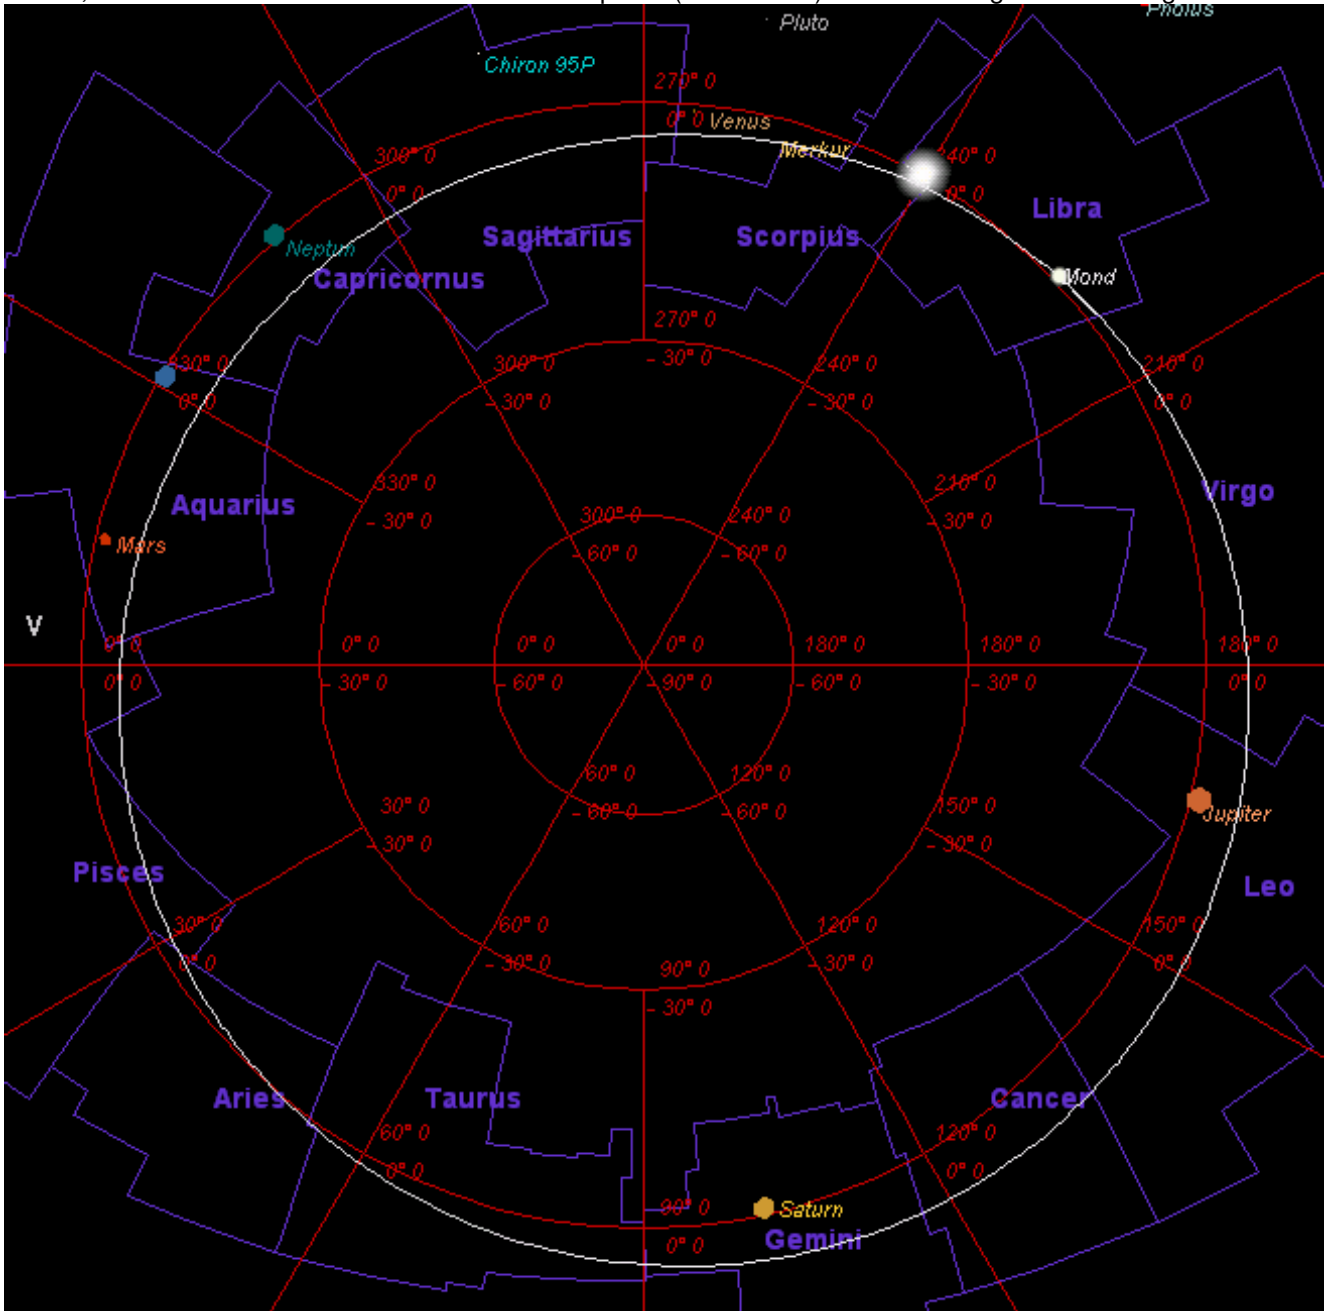 Pluto
Pholus
Chiron 95P
270° 0
0° 0
Venus
Merkur
300° 0
0° 0
240° 0
0° 0
Libra
Sagittarius
Scorpius
Neptun
Capricornus
Mond
270° 0
- 30° 0
330° 0
0° 0
300° 0
- 30° 0
240° 0
- 30° 0
210° 0
0° 0
330° 0
- 30° 0
210° 0
- 30° 0
Virgo
Aquarius
300° 0
- 60° 0
240° 0
- 60° 0
Mars
V
0° 0
0° 0
0° 0
- 30° 0
0° 0
- 60° 0
0° 0
- 90° 0
180° 0
- 60° 0
180° 0
- 30° 0
180° 0
0° 0
60° 0
- 60° 0
120° 0
- 60° 0
30° 0
- 30° 0
150° 0
- 30° 0
Jupiter
Pisces
Leo
30° 0
0° 0
60° 0
- 30° 0
120° 0
- 30° 0
150° 0
0° 0
90° 0
- 30° 0
Aries
Taurus
Cancer
60° 0
0° 0
120° 0
0° 0
90° 0
0° 0
Saturn
Gemini